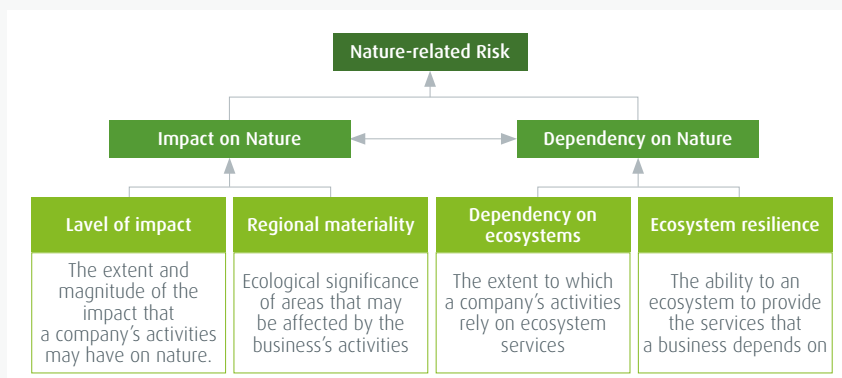 Nature-related Risk
Impact on Nature
Dependency on Nature
Lavel of impact
The extent and
magnitude of the
impact that
a company’s activities
may have on nature.
Regional materiality
Ecological significance
of areas that may
be affected by the
business’s activities
Dependency on
ecosystems
The extent to which
a company’s activities
rely on ecosystem
services
Ecosystem resilience
The ability to an
ecosystem to provide
the services that
a business depends on